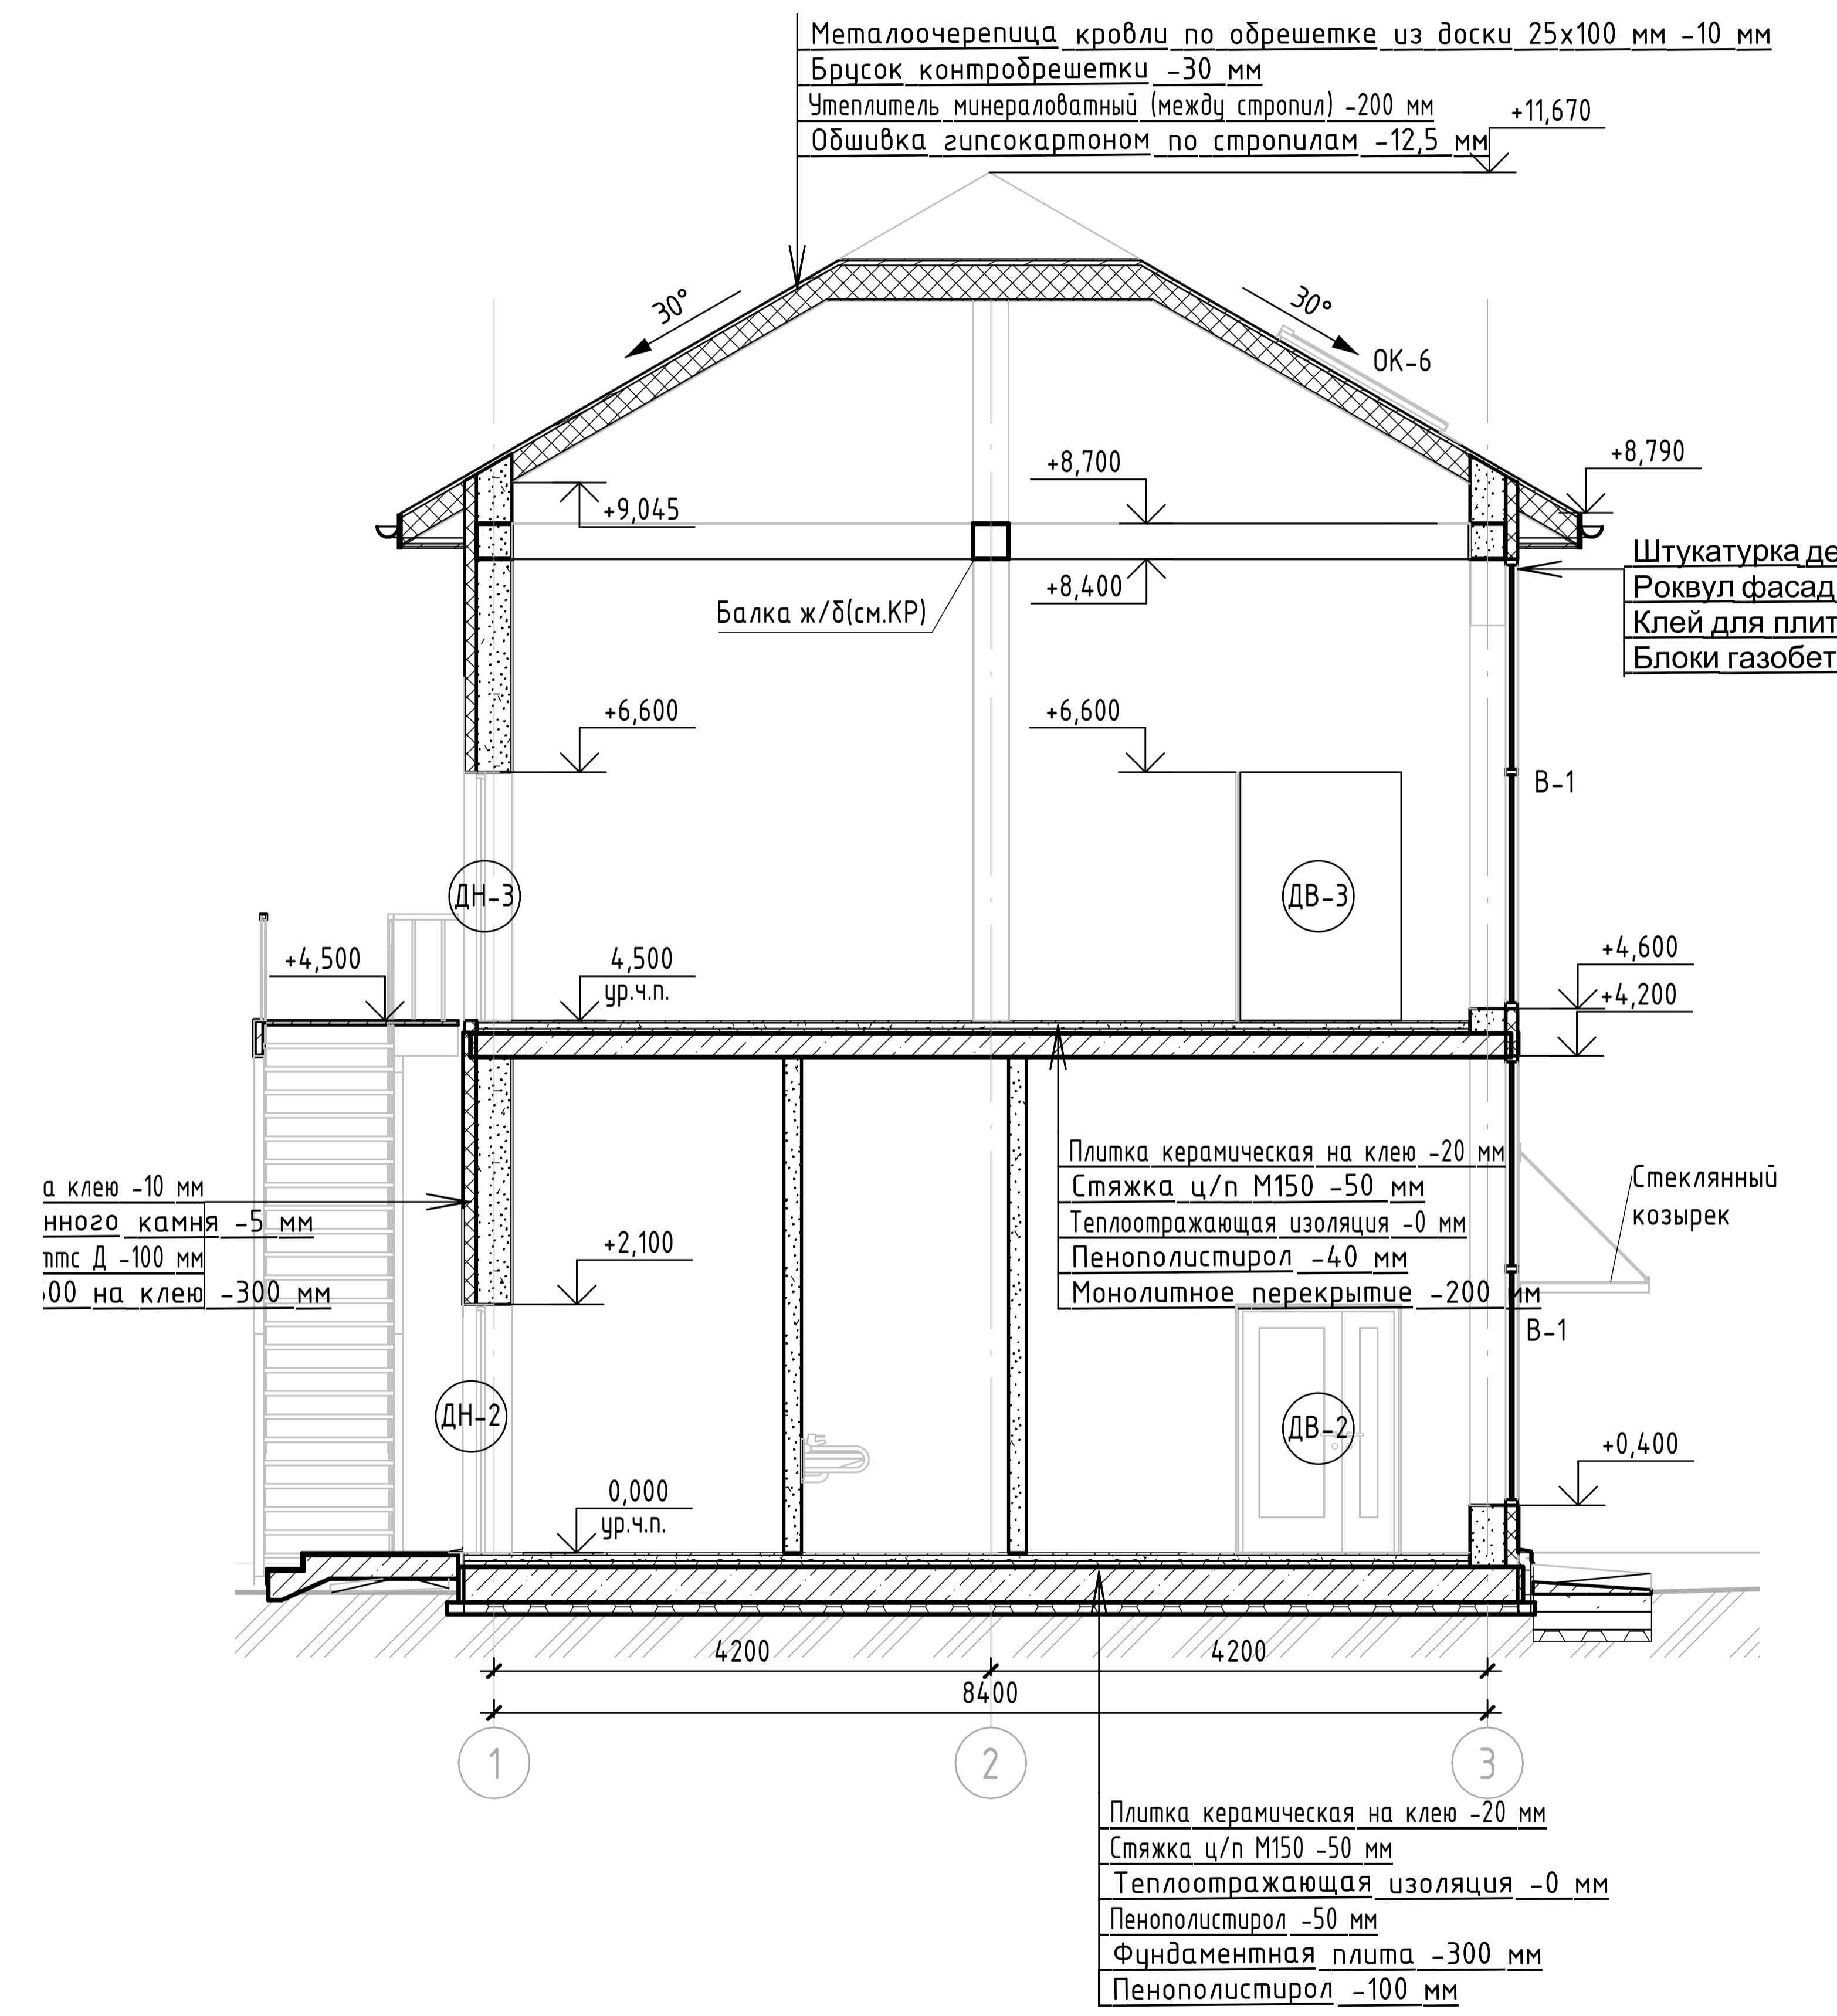 Металоочерепица кровли по обрешетке из доски 25х100 мм -10 мм
Брусок контробрешетки -30 мм
Утеплитель минераловатный (между стропил) -200 мм
Обшивка гипсокартоном по стропилам -12,5 мм
+11,670
30°
30°
ОК-6
+8,790
+8,700
+9,045
Штукатурка де
Роквул фасад
Клей для плит
Блоки газобет
+8,400
Балка ж/б(см.КР)
+6,600
+6,600
В-1
ДН-3
ДВ-3
+4,500
4,500
ур.ч.п.
+4,600
+4,200
Плитка керамическая на клею -20 мм
Стяжка ц/п М150 -50 мм
Теплоотражающая изоляция -0 мм
Пенополистирол -40 мм
Монолитное перекрытие -200 мм
Стеклянный
козырек
а клею -10 мм
нного камня -5 мм
ппс Д -100 мм
00 на клею -300 мм
+2,100
В-1
ДН-2
ДВ-2
+0,400
0,000
ур.ч.п.
4200
4200
8400
1
2
3
Плитка керамическая на клею -20 мм
Стяжка ц/п М150 -50 мм
Теплоотражающая изоляция -0 мм
Пенополистирол -50 мм
Фундаментная плита -300 мм
Пенополистирол -100 мм